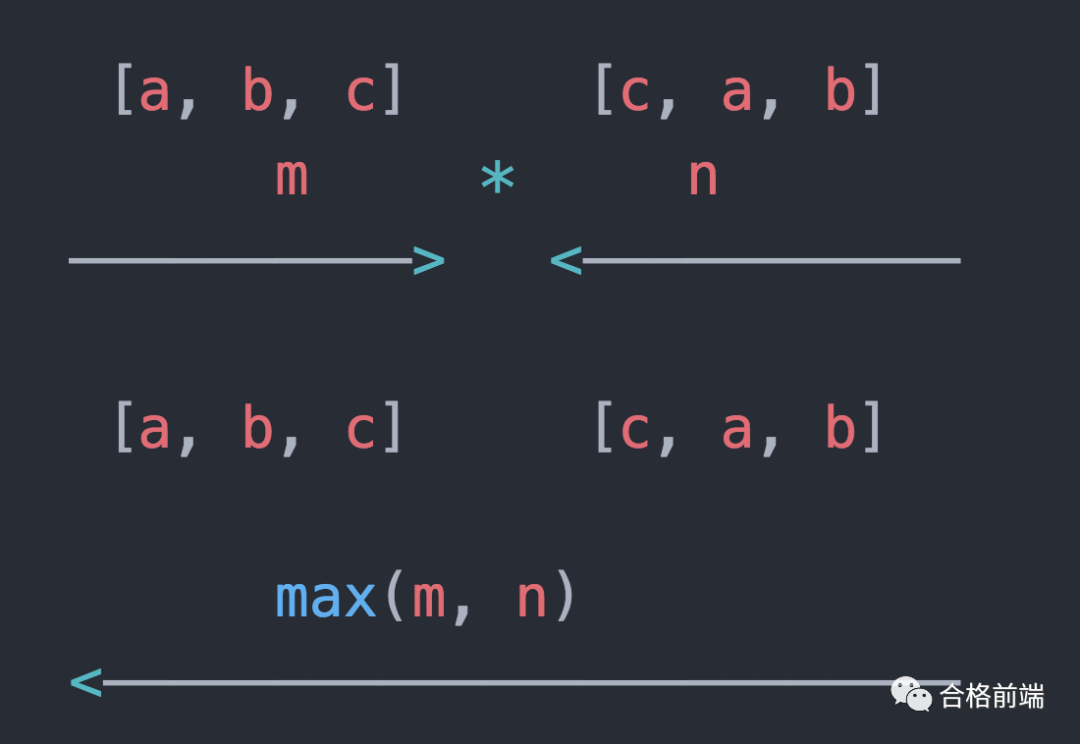 [a, b, c] [c, a, b]
m * n
————> <————
[a, b, c] [c, a, b]
max(m, n)
<————————
合格前端